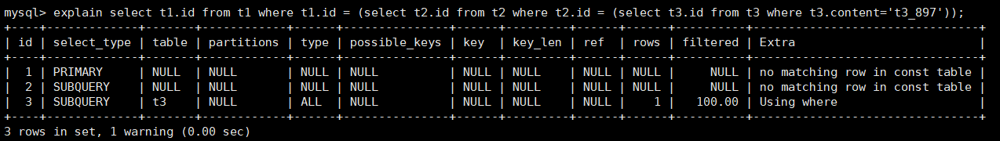 mysql> explain select t1.id from t1 where t1.id = (select t2.id from t2 where t2.id = (select t3.id from t3 where t3.content='t3_897'));
+----+-------------+-------+------------+------+---------------+------+---------+------+------+----------+--------------------------------+
| id | select_type | table | partitions | type | possible_keys | key  | key_len | ref  | rows | filtered | Extra                          |
+----+-------------+-------+------------+------+---------------+------+---------+------+------+----------+--------------------------------+
|  1 | PRIMARY     | NULL  | NULL       | NULL | NULL          | NULL | NULL    | NULL | NULL |     NULL | no matching row in const table |
|  2 | SUBQUERY    | NULL  | NULL       | NULL | NULL          | NULL | NULL    | NULL | NULL |     NULL | no matching row in const table |
|  3 | SUBQUERY    | t3    | NULL       | ALL  | NULL          | NULL | NULL    | NULL |    1 |   100.00 | Using where                    |
+----+-------------+-------+------------+------+---------------+------+---------+------+------+----------+--------------------------------+
3 rows in set, 1 warning (0.00 sec)